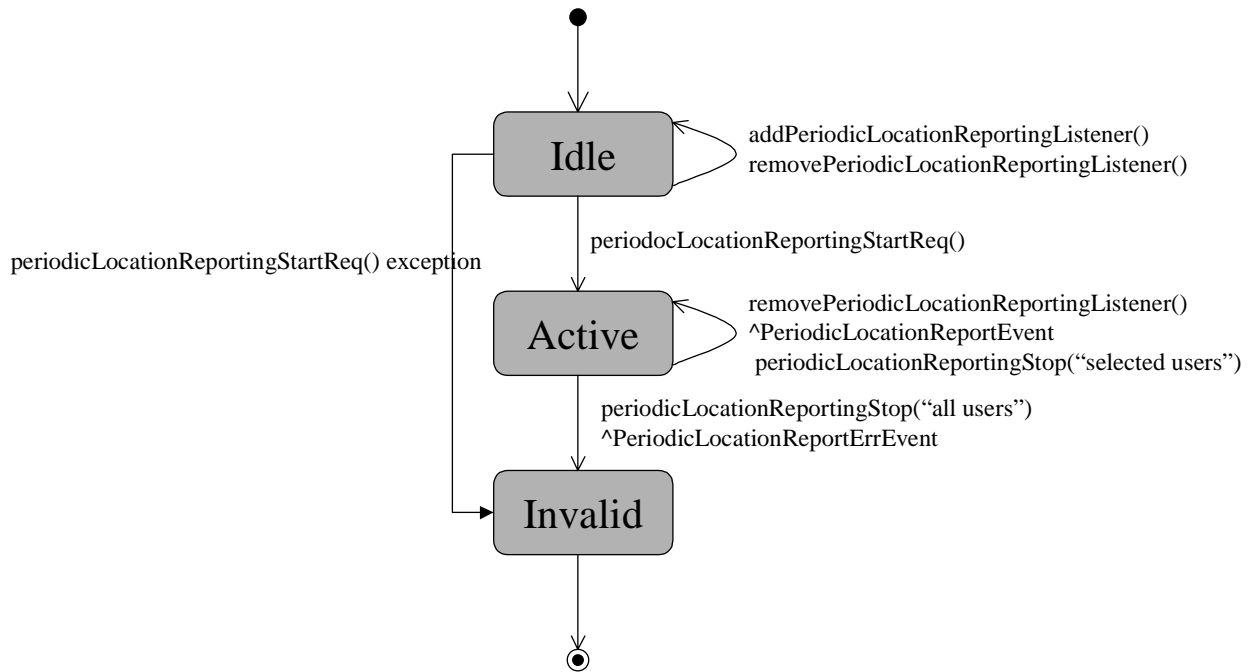 Idle
addPeriodicLocationReportingListener()
removePeriodicLocationReportingListener()
periodocLocationReportingStartReq()
periodicLocationReportingStartReq() exception
Active
removePeriodicLocationReportingListener()
^PeriodicLocationReportEvent
periodicLocationReportingStop(“selected users”)
periodicLocationReportingStop(“all users”)
^PeriodicLocationReportErrEvent
Invalid